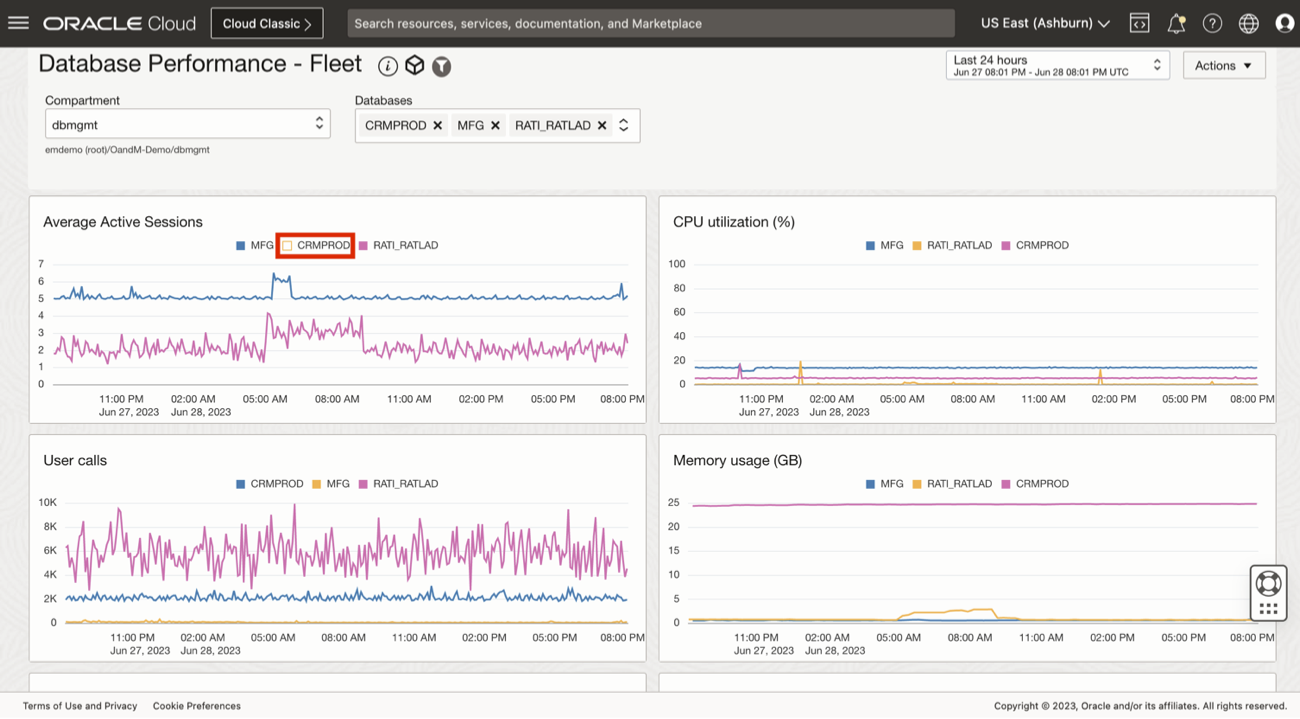 ORACLE Cloud
Cloud Classic
Search resources, services, documentation, and Marketplace
US East (Ashburn)
Database Performance - Fleet
Last 24 hours
Jun 27 08:01 PM - Jun 28 08:01 PM UTC
Actions
Compartment
dbmgmt
emdemo (root)/OandM-Demo/dbmgmt
Databases
CRMPROD MFG RATI_RATLAD
Average Active Sessions
MFG CRMPROD RATI_RATLAD
7
6
5
4
3
2
1
0
11:00 PM 02:00 AM 05:00 AM 08:00 AM 11:00 AM 02:00 PM 05:00 PM 08:00 PM
Jun 27, 2023 Jun 28, 2023
CPU utilization (%)
MFG RATI_RATLAD CRMPROD
100
80
60
40
20
0
11:00 PM 02:00 AM 05:00 AM 08:00 AM 11:00 AM 02:00 PM 05:00 PM 08:00 PM
Jun 27, 2023 Jun 28, 2023
User calls
CRMPROD MFG RATI_RATLAD
10K
8K
6K
4K
2K
0
11:00 PM 02:00 AM 05:00 AM 08:00 AM 11:00 AM 02:00 PM 05:00 PM 08:00 PM
Jun 27, 2023 Jun 28, 2023
Memory usage (GB)
MFG RATI_RATLAD CRMPROD
25
20
15
10
5
0
11:00 PM 02:00 AM 05:00 AM 08:00 AM 11:00 AM 02:00 PM 05:00 PM 08:00 PM
Jun 27, 2023 Jun 28, 2023
Terms of Use and Privacy Cookie Preferences
Copyright © 2023, Oracle and/or its affiliates. All rights reserved.